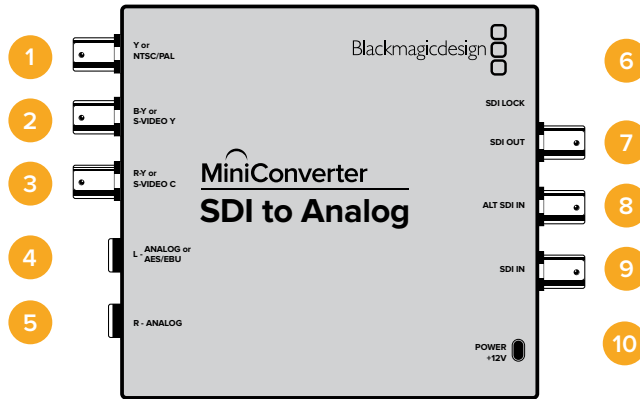 1
Y or
NTSC/PAL
2
B-Y or
S-VIDEO Y
3
R-Y or
S-VIDEO C
4
L - ANALOG or
AES/EBU
5
R - ANALOG
Blackmagicdesign
MiniConverter
SDI to Analog
6
SDI LOCK
7
SDI OUT
8
ALT SDI IN
9
SDI IN
10
POWER
+12V